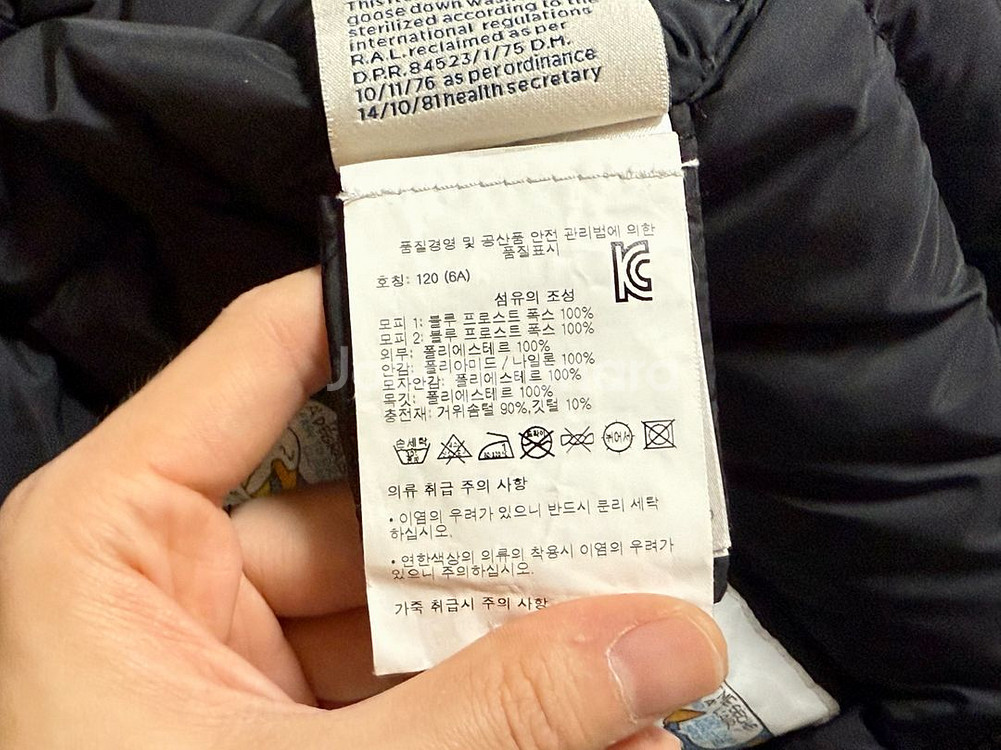 This
goose down
sterilized according to the
international regulations
R.A.L. reclaimed as per
D.P.R. 84523/1/75 D.M.
10/11/76 as per ordinance
14/10/81 health secretary
품질경영 및 공산품 안전 관리법에 의한
품질표시
호칭: 120 (6A)
섬유의 조성
모피 1: 블루 프로스트 폭스 100%
모피 2: 블루 프로스트 폭스 100%
외부: 폴리에스테르 100%
안감: 폴리아미드 / 나일론 100%
모자안감: 폴리에스테르 100%
목깃: 폴리에스테르 100%
충전재: 거위솜털 90%,깃털 10%
손세탁 드라이
의류 취급 주의 사항
• 이염의 우려가 있으니 반드시 분리 세탁
하십시오.
• 연한색상의 의류의 착용시 이염의 우려가
있으니 주의하십시오.
가죽 취급시 주의 사항